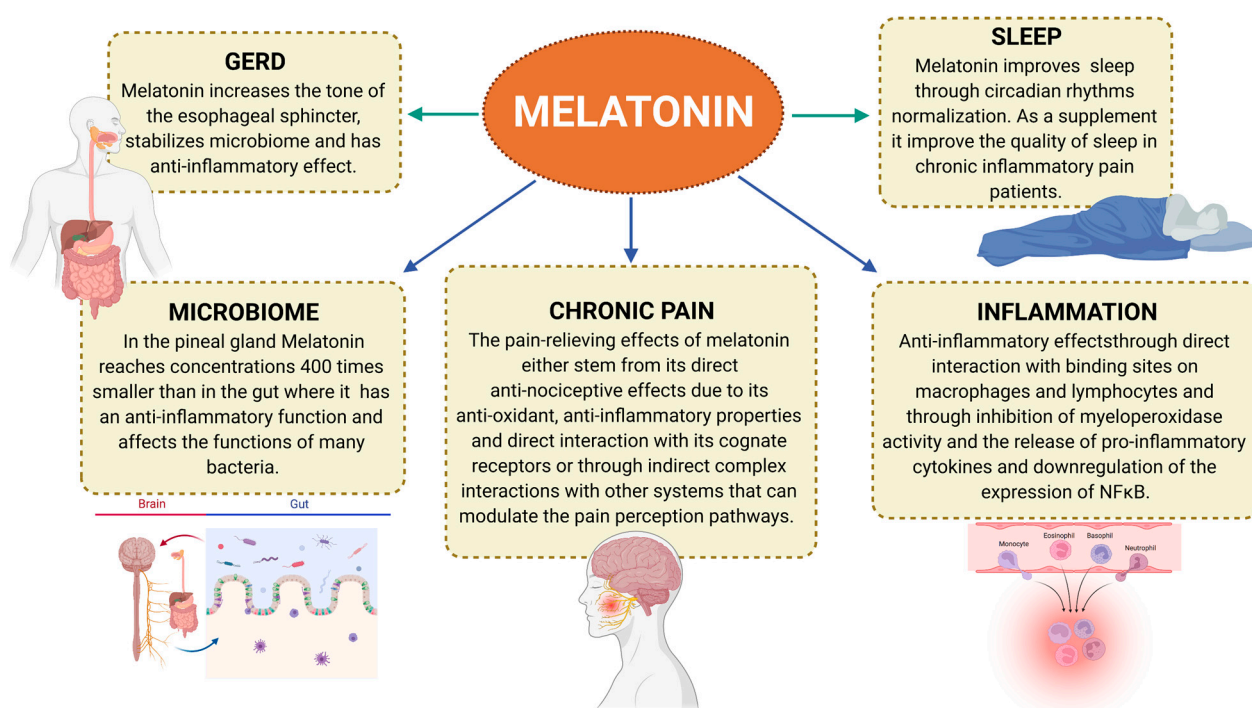 MELATONIN
GERD
Melatonin increases the tone of
the esophageal sphincter,
stabilizes microbiome and has
anti-inflammatory effect.
SLEEP
Melatonin improves sleep
through circadian rhythms
normalization. As a supplement
it improve the quality of sleep in
chronic inflammatory pain
patients.
MICROBIOME
In the pineal gland Melatonin
reaches concentrations 400 times
smaller than in the gut where it has
an anti-inflammatory function and
affects the functions of many
bacteria.
Brain
Gut
CHRONIC PAIN
The pain-relieving effects of melatonin
either stem from its direct
anti-nociceptive effects due to its
anti-oxidant, anti-inflammatory properties
and direct interaction with its cognate
receptors or through indirect complex
interactions with other systems that can
modulate the pain perception pathways.
INFLAMMATION
Anti-inflammatory effectsthrough direct
interaction with binding sites on
macrophages and lymphocytes and
through inhibition of myeloperoxidase
activity and the release of pro-inflammatory
cytokines and downregulation of the
expression of NFκB.
Monocyte
Eosinophil
Basophil
Neutrophil